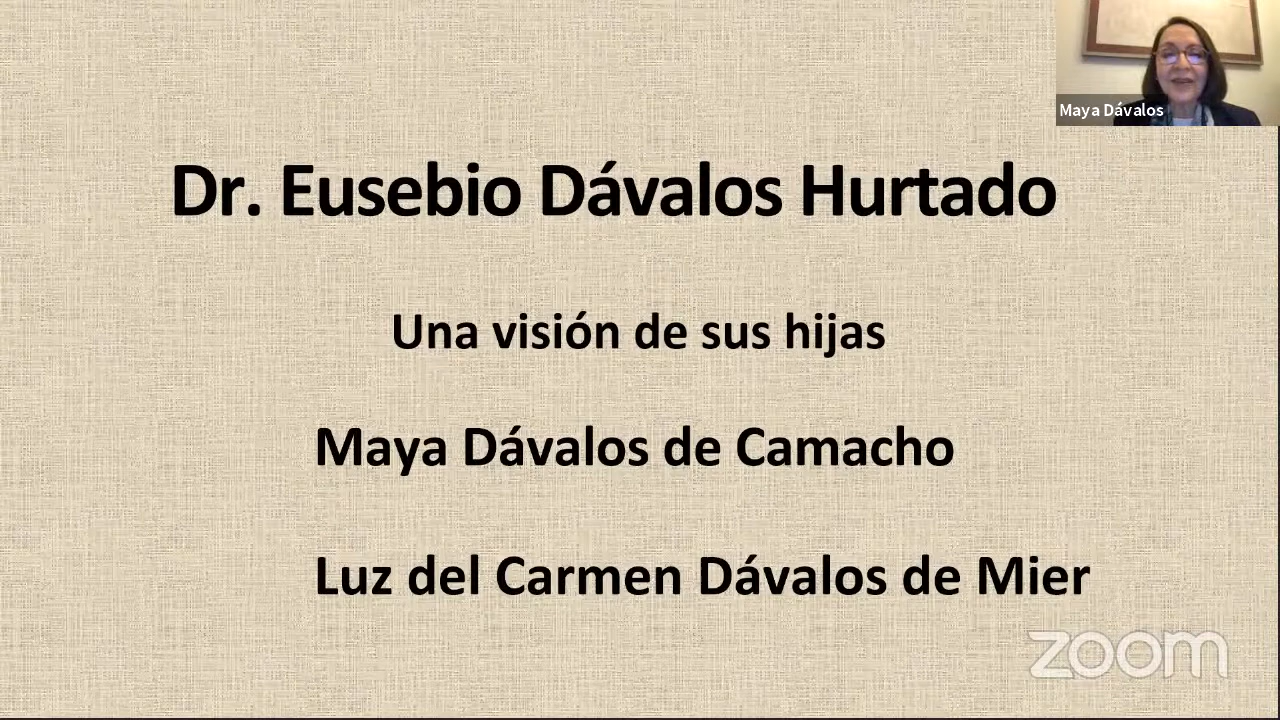 Maya Dávalos
Dr. Eusebio Dávalos Hurtado
Una visión de sus hijas
Maya Dávalos de Camacho
Luz del Carmen Dávalos de Mier
zoom